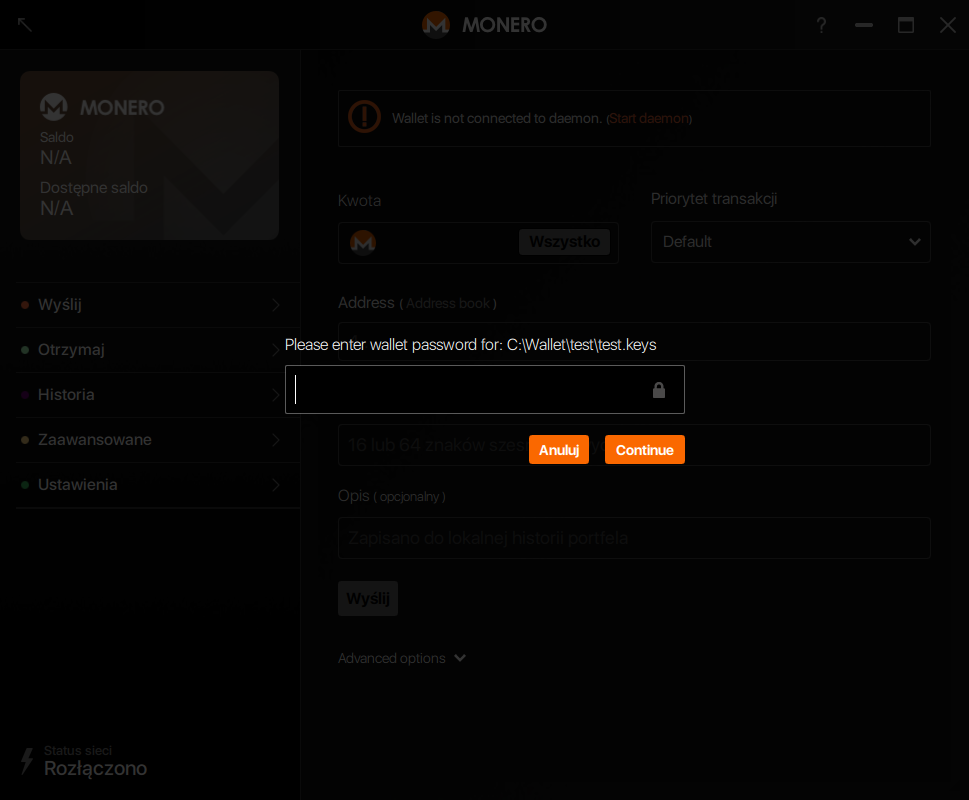 MONERO
?
MONERO
Saldo
N/A
Dostępne saldo
N/A
Wyślij
Otrzymaj
Historia
Zaawansowane
Ustawienia
Status sieci
Rozłączono
Wallet is not connected to daemon. (Start daemon)
Kwota
Priorytet transakcji
Wszystko
Default
Address ( Address book )
Please enter wallet password for: C:\Wallet\test\test.keys
16 lub 64 znaków
Anuluj
Continue
Opis ( opcjonalny )
Zapisano do lokalnej historii portfela
Wyślij
Advanced options